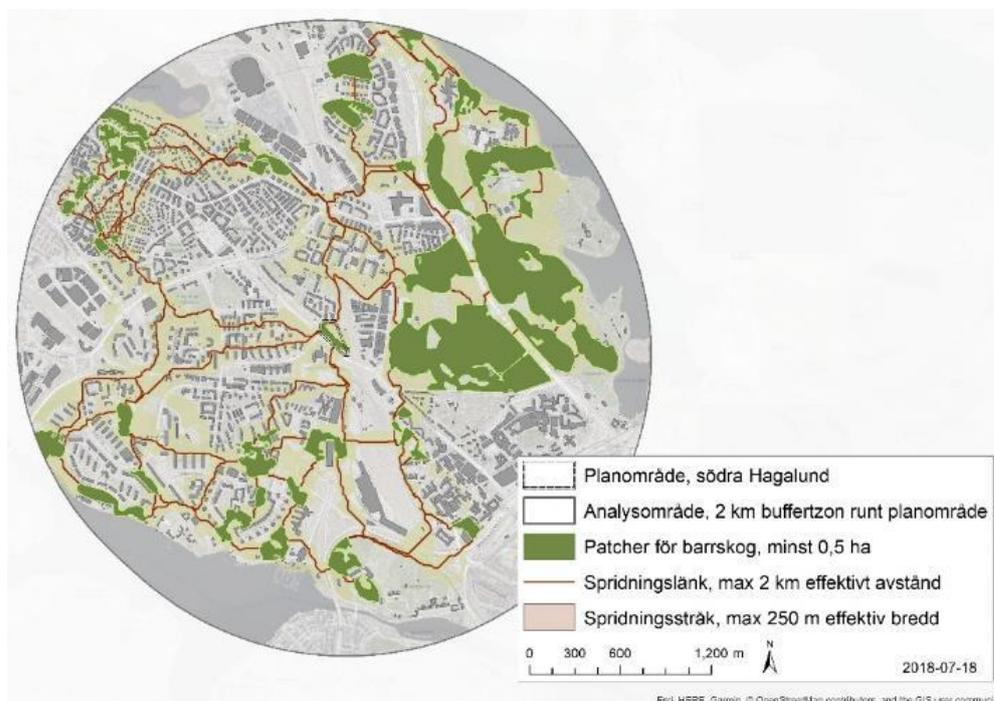 Planområde, södra Hagalund
Analysområde, 2 km buffertzon runt planområde
Patcher för barrskog, minst 0,5 ha
Spridningslänk, max 2 km effektivt avstånd
Spridningsstråk, max 250 m effektiv bredd
0 300 600 1,200 m
N
2018-07-18
Esri, HERE, Garmin, © OpenStreetMap contributors, and the GIS user communi